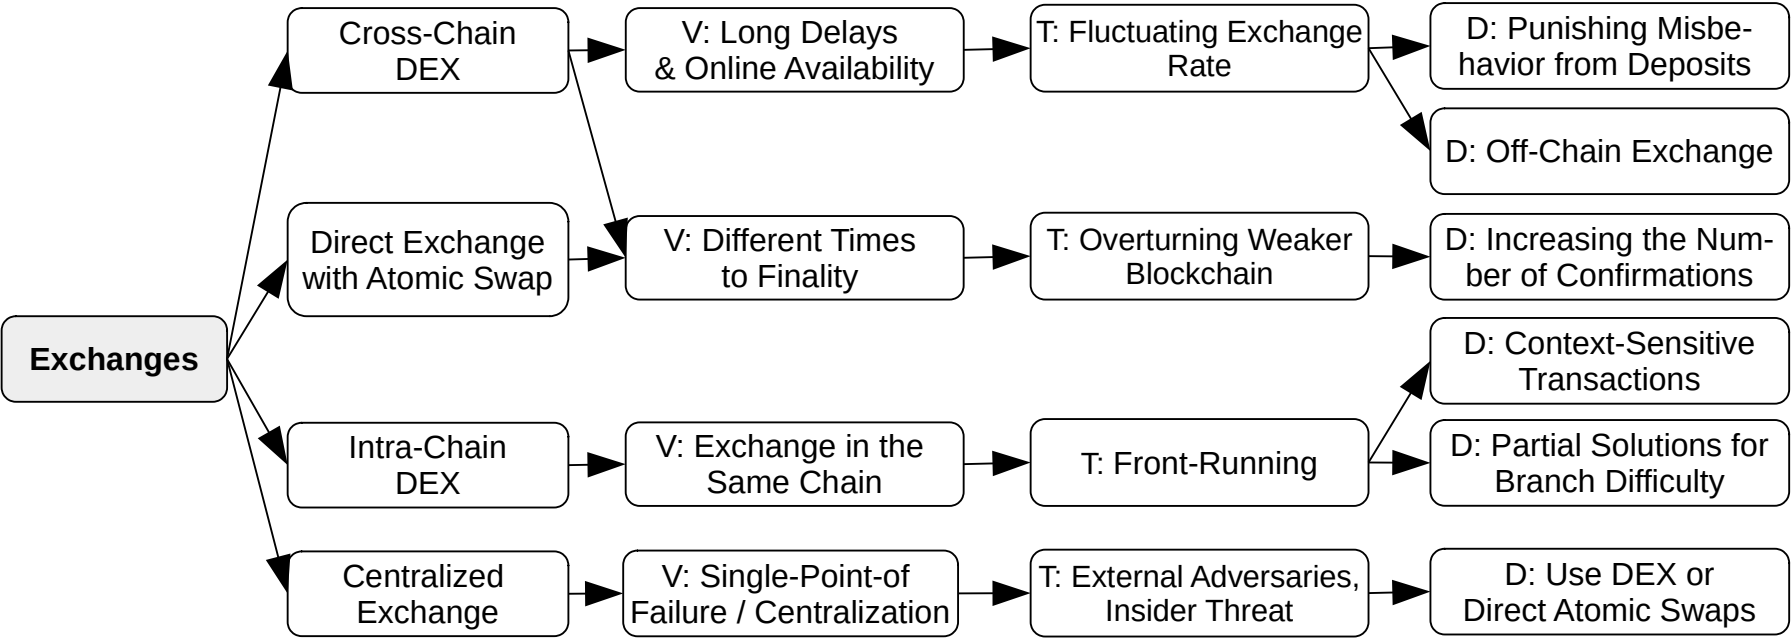 Cross-Chain
DEX
V: Long Delays
& Online Availability
T: Fluctuating Exchange
Rate
D: Punishing Misbe-
havior from Deposits
D: Off-Chain Exchange
Direct Exchange
with Atomic Swap
V: Different Times
to Finality
T: Overturning Weaker
Blockchain
D: Increasing the Num-
ber of Confirmations
Exchanges
D: Context-Sensitive
Transactions
Intra-Chain
DEX
V: Exchange in the
Same Chain
T: Front-Running
D: Partial Solutions for
Branch Difficulty
Centralized
Exchange
V: Single-Point-of
Failure / Centralization
T: External Adversaries,
Insider Threat
D: Use DEX or
Direct Atomic Swaps